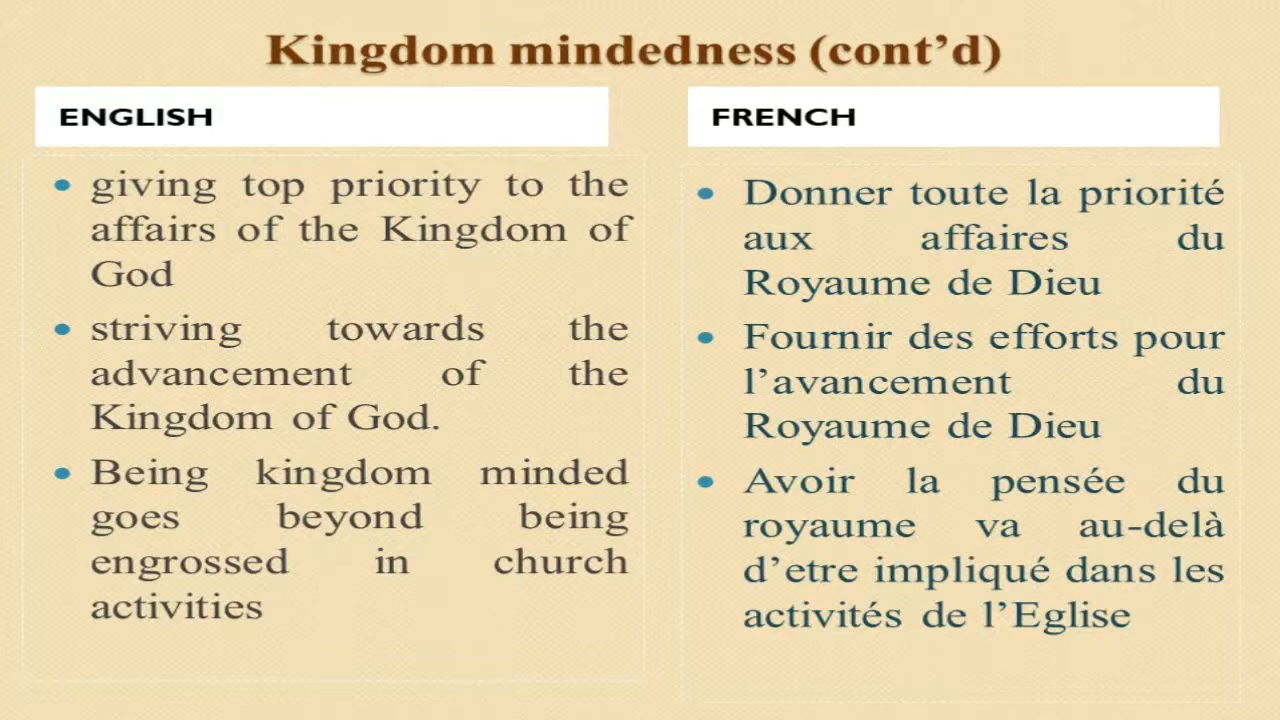 Kingdom mindedness (cont’d)
ENGLISH
• giving top priority to the
affairs of the Kingdom of
God
• striving towards the
advancement of the
Kingdom of God.
• Being kingdom minded
goes beyond being
engrossed in church
activities
FRENCH
• Donner toute la priorité
aux affaires du
Royaume de Dieu
• Fournir des efforts pour
l’avancement du
Royaume de Dieu
• Avoir la pensée du
royaume va au-delà
d’etre impliqué dans les
activités de l’Eglise